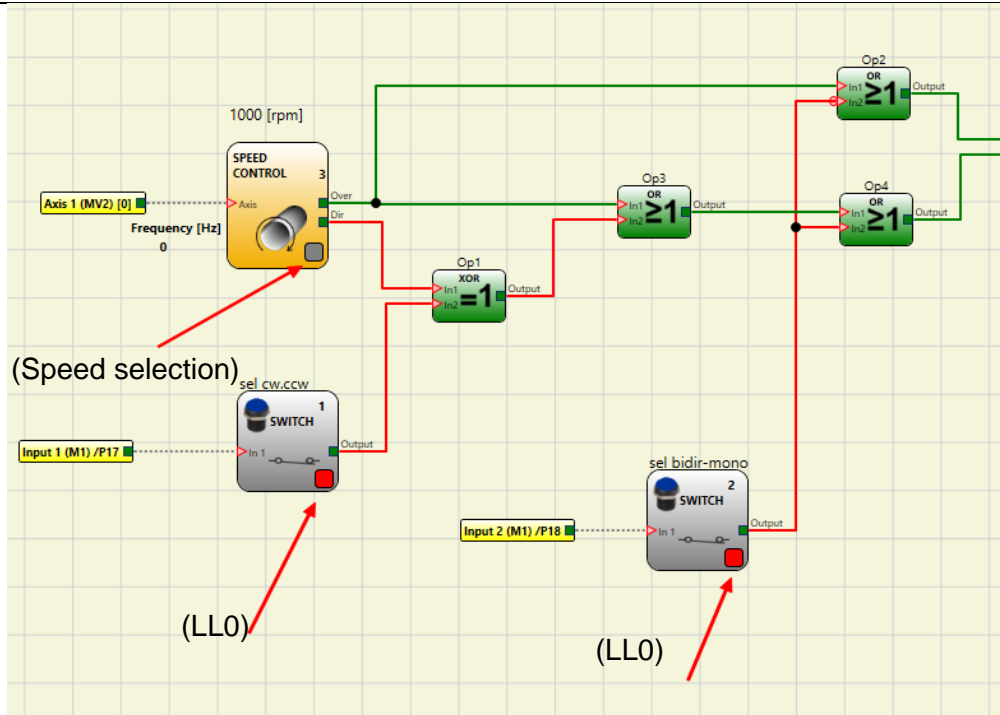 Op2
OR
In1 ≥1 Output
In2
1000 [rpm]
SPEED
CONTROL 3
Axis 1 (MV2) [0]
Axis
Over
Dir
Frequency [Hz]
0
Op3
OR
In1 ≥1 Output
In2
Op4
OR
In1 ≥1 Output
In2
Op1
XOR
In1 =1 Output
In2
(Speed selection)
sel cw.ccw
1
SWITCH
Input 1 (M1) /P17
In 1
Output
sel bidir-mono
2
SWITCH
Input 2 (M1) /P18
In 1
Output
(LL0)
(LL0)